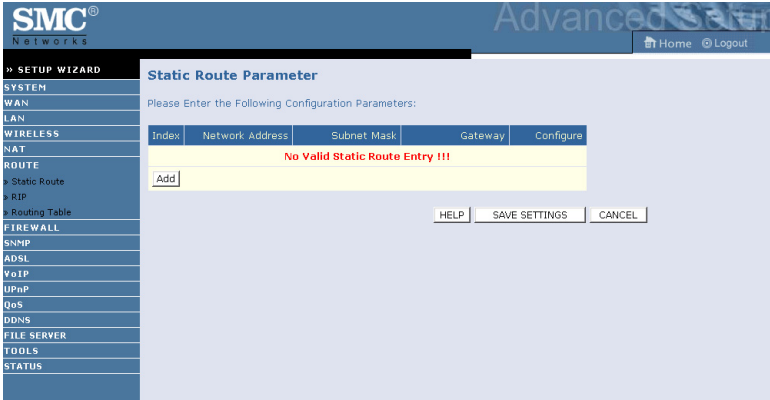 SMC®
Networks
Advanced Setup
Home Logout
» SETUP WIZARD
SYSTEM
WAN
LAN
WIRELESS
NAT
ROUTE
» Static Route
» RIP
» Routing Table
FIREWALL
SNMP
ADSL
VoIP
UPnP
QoS
DDNS
FILE SERVER
TOOLS
STATUS
Static Route Parameter
Please Enter the Following Configuration Parameters:
Index Network Address Subnet Mask Gateway Configure
No Valid Static Route Entry !!!
Add
HELP SAVE SETTINGS CANCEL